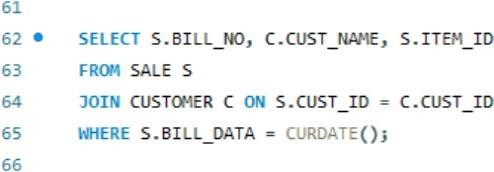 61
62 SELECT S.BILL_NO, C.CUST_NAME, S.ITEM_ID
63 FROM SALE S
64 JOIN CUSTOMER C ON S.CUST_ID = C.CUST_ID
65 WHERE S.BILL_DATA = CURDATE();
66